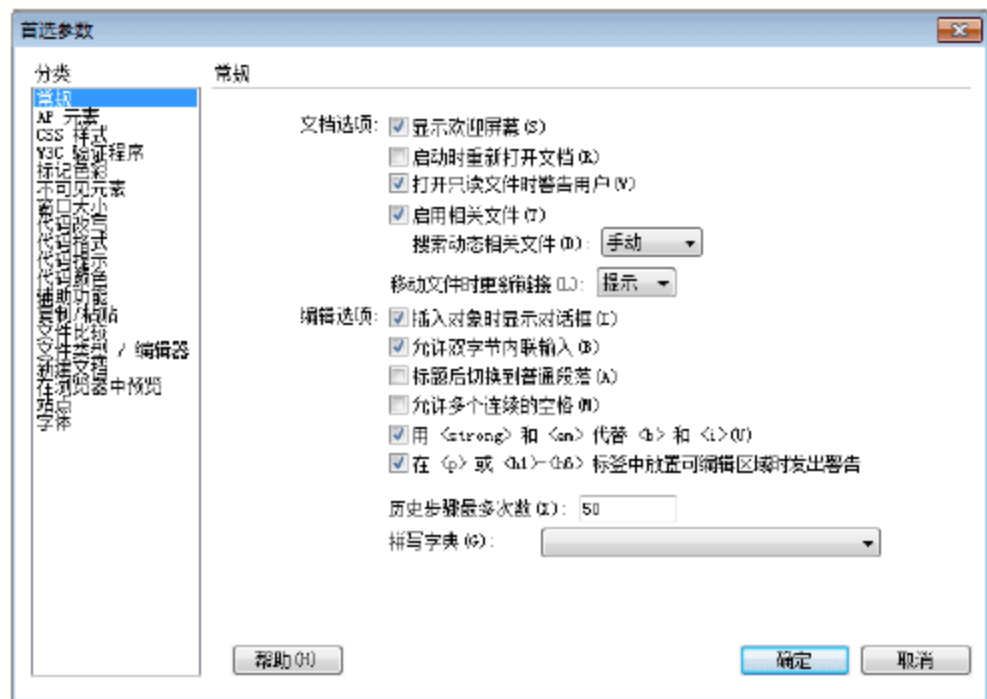 首选参数
分类
常规
AP 元素
CSS 样式
W3C 验证程序
标记色彩
不可见元素
窗口大小
代码改写
代码格式
代码提示
代码颜色
辅助功能
复制/粘贴
文件比较
文件类型 / 编辑器
新建文档
在浏览器中预览
站点
字体
常规
文档选项: 显示欢迎屏幕(S)
启动时重新打开文档(R)
打开只读文件时警告用户(W)
启用相关文件(T)
搜索动态相关文件(D): 手动
移动文件时更新链接(L): 提示
编辑选项: 插入对象时显示对话框(I)
允许双字节内联输入(B)
标题后切换到普通段落(A)
允许多个连续的空格(M)
用 <strong> 和 <em> 代替 <b> 和 <i>(U)
在 <p> 或 <h1>-<h6> 标签中放置可编辑区域时发出警告
历史步骤最多次数(X): 50
拼写字典(G):
帮助(H) 确定 取消